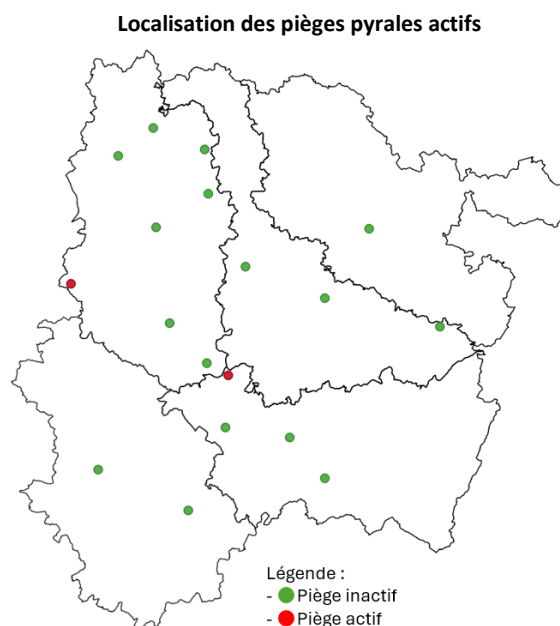 Localisation des pièges pyrales actifs
Légende :
- Piège inactif
- Piège actif